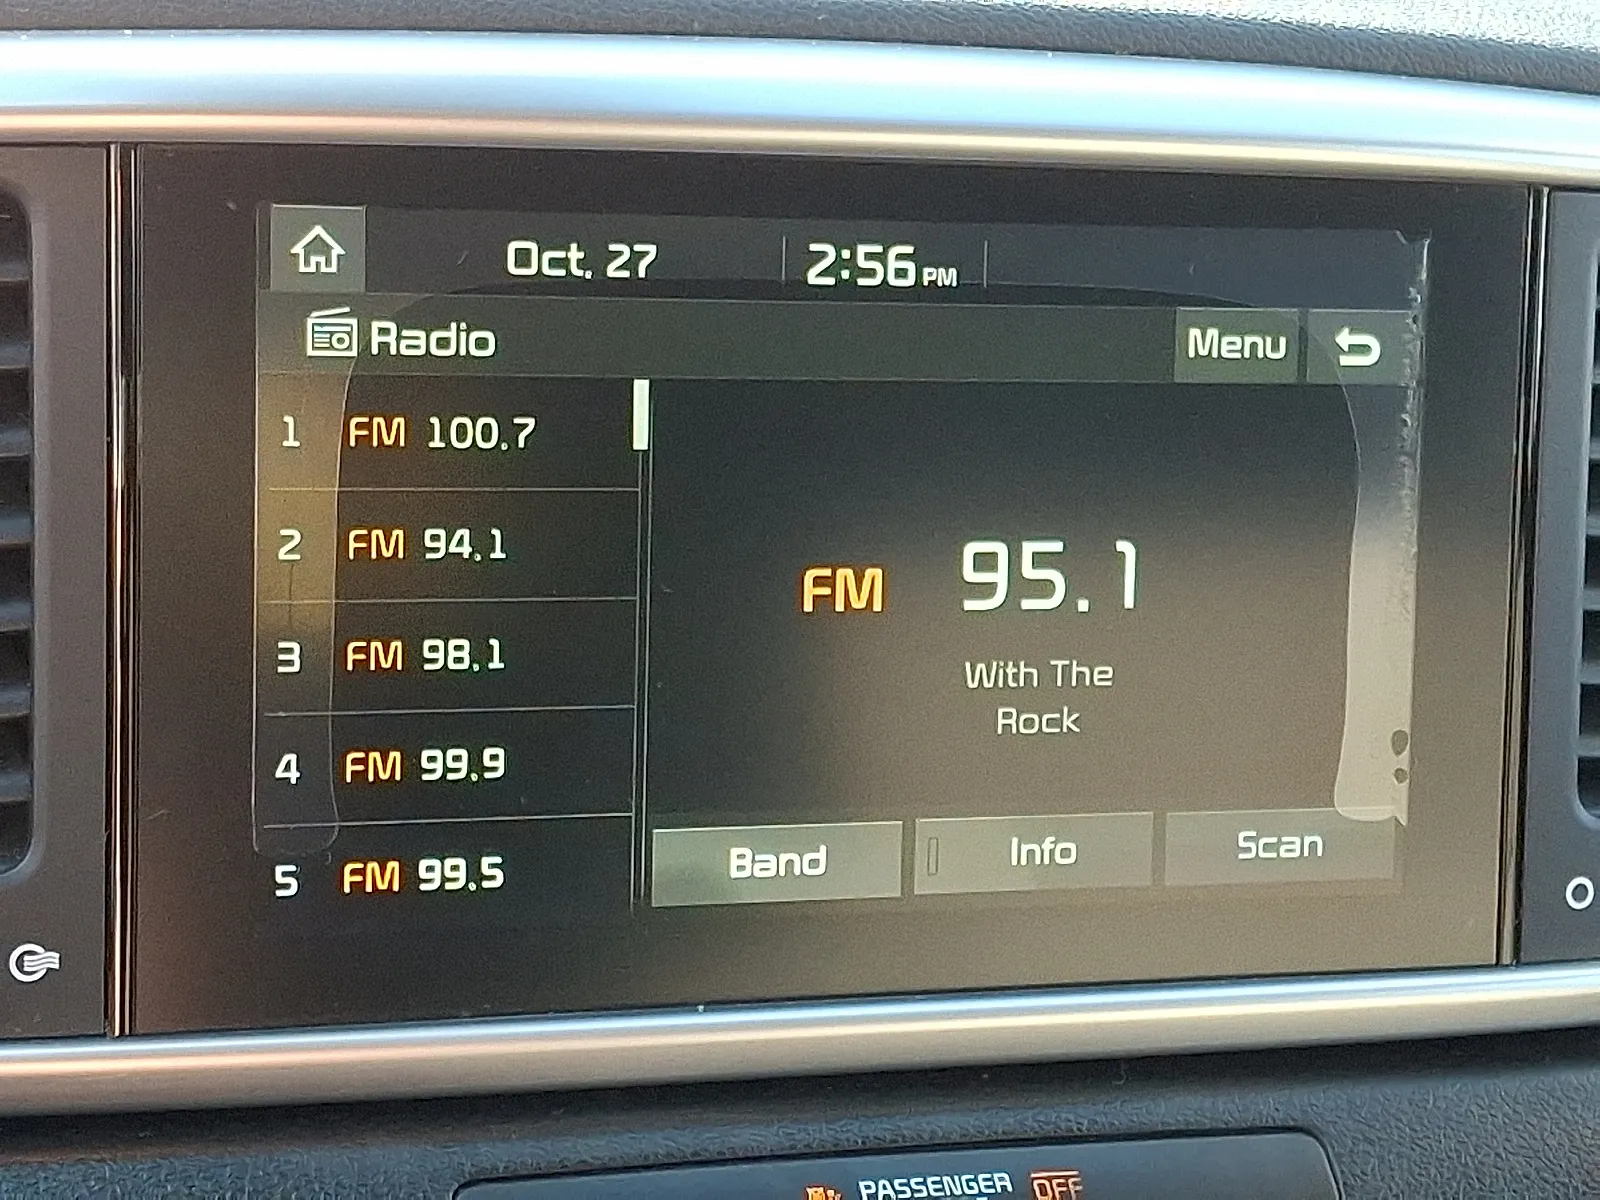 Oct. 27 2:56 PM
Radio Menu
1 FM 100.7
2 FM 94.1
3 FM 98.1
4 FM 99.9
5 FM 99.5
FM 95.1
With The
Rock
Band Info Scan
PASSENGER OFF